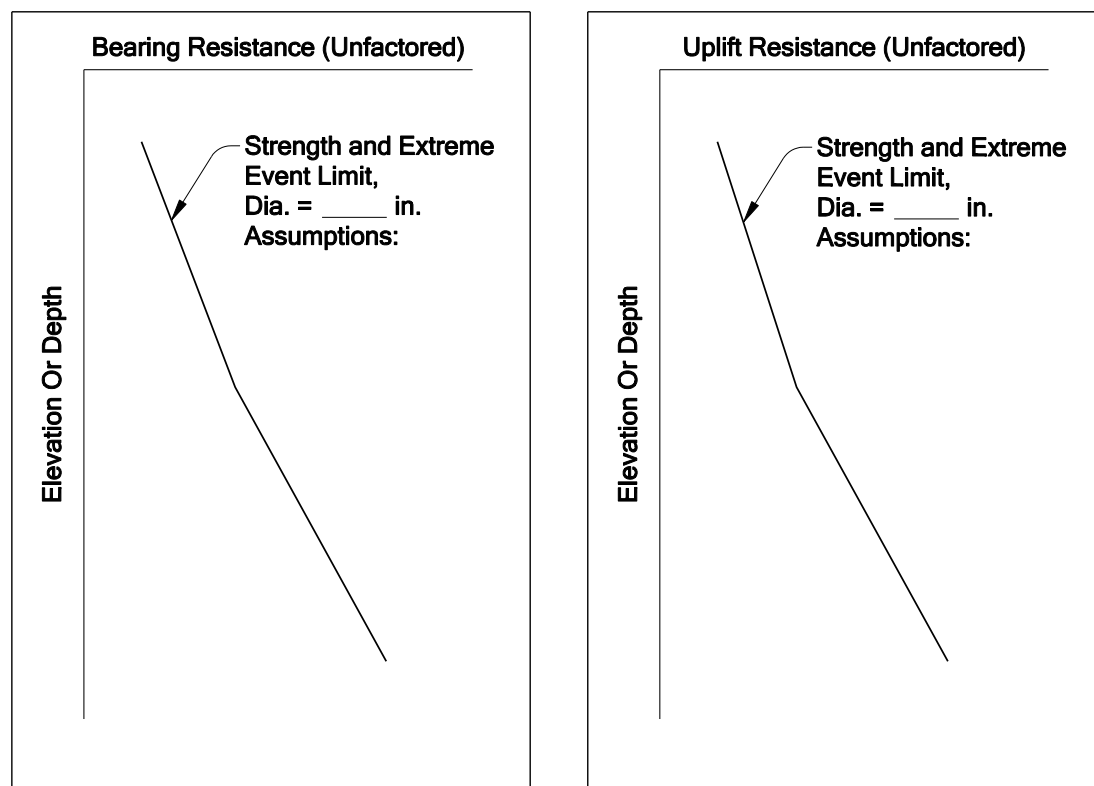 Bearing Resistance (Unfactored)
Strength and Extreme
Event Limit,
Dia. = _____ in.
Assumptions:
Elevation Or Depth
Uplift Resistance (Unfactored)
Strength and Extreme
Event Limit,
Dia. = _____ in.
Assumptions:
Elevation Or Depth